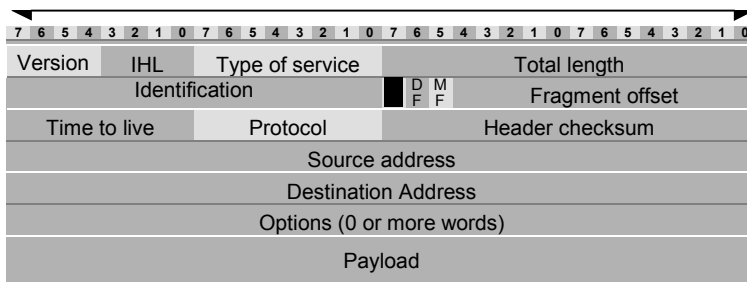 7 6 5 4 3 2 1 0 7 6 5 4 3 2 1 0 7 6 5 4 3 2 1 0 7 6 5 4 3 2 1 0
Version IHL Type of service Total length
Identification DF MF Fragment offset
Time to live Protocol Header checksum
Source address
Destination Address
Options (0 or more words)
Payload